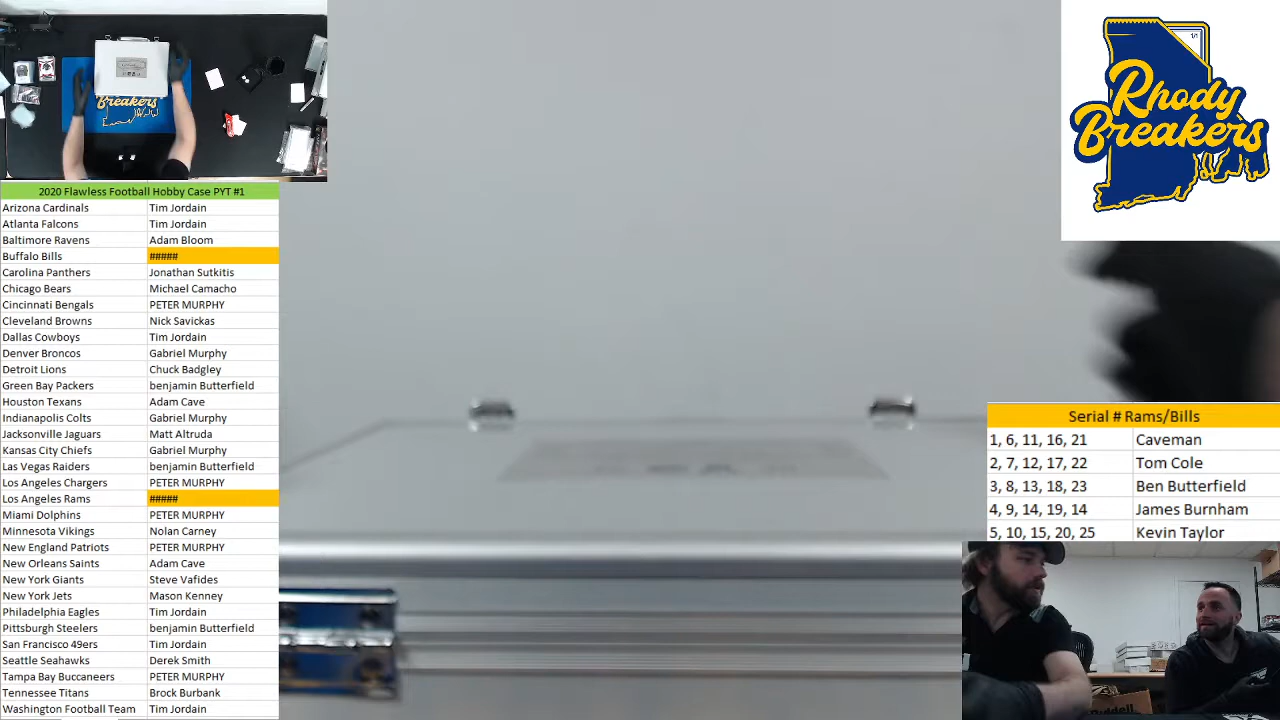 2020 Flawless Football Hobby Case PYT #1
Arizona Cardinals Tim Jordain
Atlanta Falcons Tim Jordain
Baltimore Ravens Adam Bloom
Buffalo Bills #####
Carolina Panthers Jonathan Sutkitis
Chicago Bears Michael Camacho
Cincinnati Bengals PETER MURPHY
Cleveland Browns Nick Savickas
Dallas Cowboys Tim Jordain
Denver Broncos Gabriel Murphy
Detroit Lions Chuck Badgley
Green Bay Packers benjamin Butterfield
Houston Texans Adam Cave
Indianapolis Colts Gabriel Murphy
Jacksonville Jaguars Matt Altruda
Kansas City Chiefs Gabriel Murphy
Las Vegas Raiders benjamin Butterfield
Los Angeles Chargers PETER MURPHY
Los Angeles Rams #####
Miami Dolphins PETER MURPHY
Minnesota Vikings Nolan Carney
New England Patriots PETER MURPHY
New Orleans Saints Adam Cave
New York Giants Steve Vafides
New York Jets Mason Kenney
Philadelphia Eagles Tim Jordain
Pittsburgh Steelers benjamin Butterfield
San Francisco 49ers Tim Jordain
Seattle Seahawks Derek Smith
Tampa Bay Buccaneers PETER MURPHY
Tennessee Titans Brock Burbank
Washington Football Team Tim Jordain
Breakers
1/1
Rhody
Breakers
Serial # Rams/Bills
1, 6, 11, 16, 21 Caveman
2, 7, 12, 17, 22 Tom Cole
3, 8, 13, 18, 23 Ben Butterfield
4, 9, 14, 19, 14 James Burnham
5, 10, 15, 20, 25 Kevin Taylor